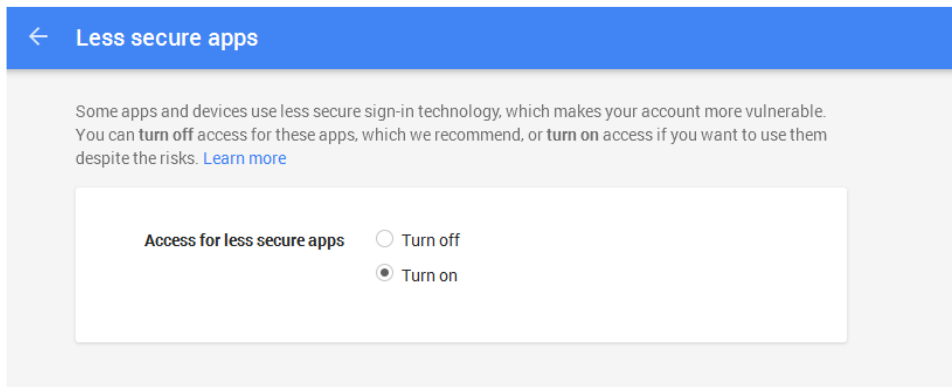 Less secure apps
Some apps and devices use less secure sign-in technology, which makes your account more vulnerable.
You can turn off access for these apps, which we recommend, or turn on access if you want to use them
despite the risks. Learn more
Access for less secure apps Turn off
Turn on